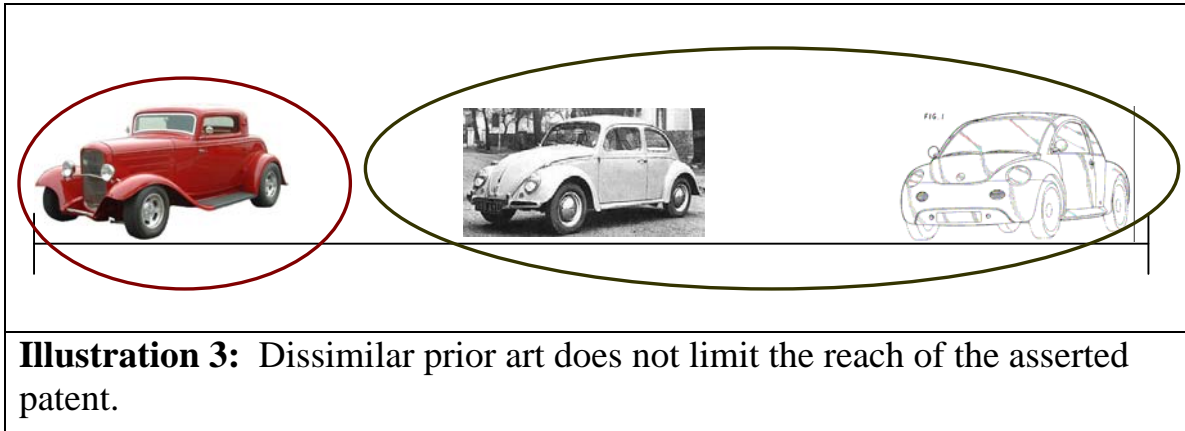 FIG. 1
Illustration 3: Dissimilar prior art does not limit the reach of the asserted
patent.